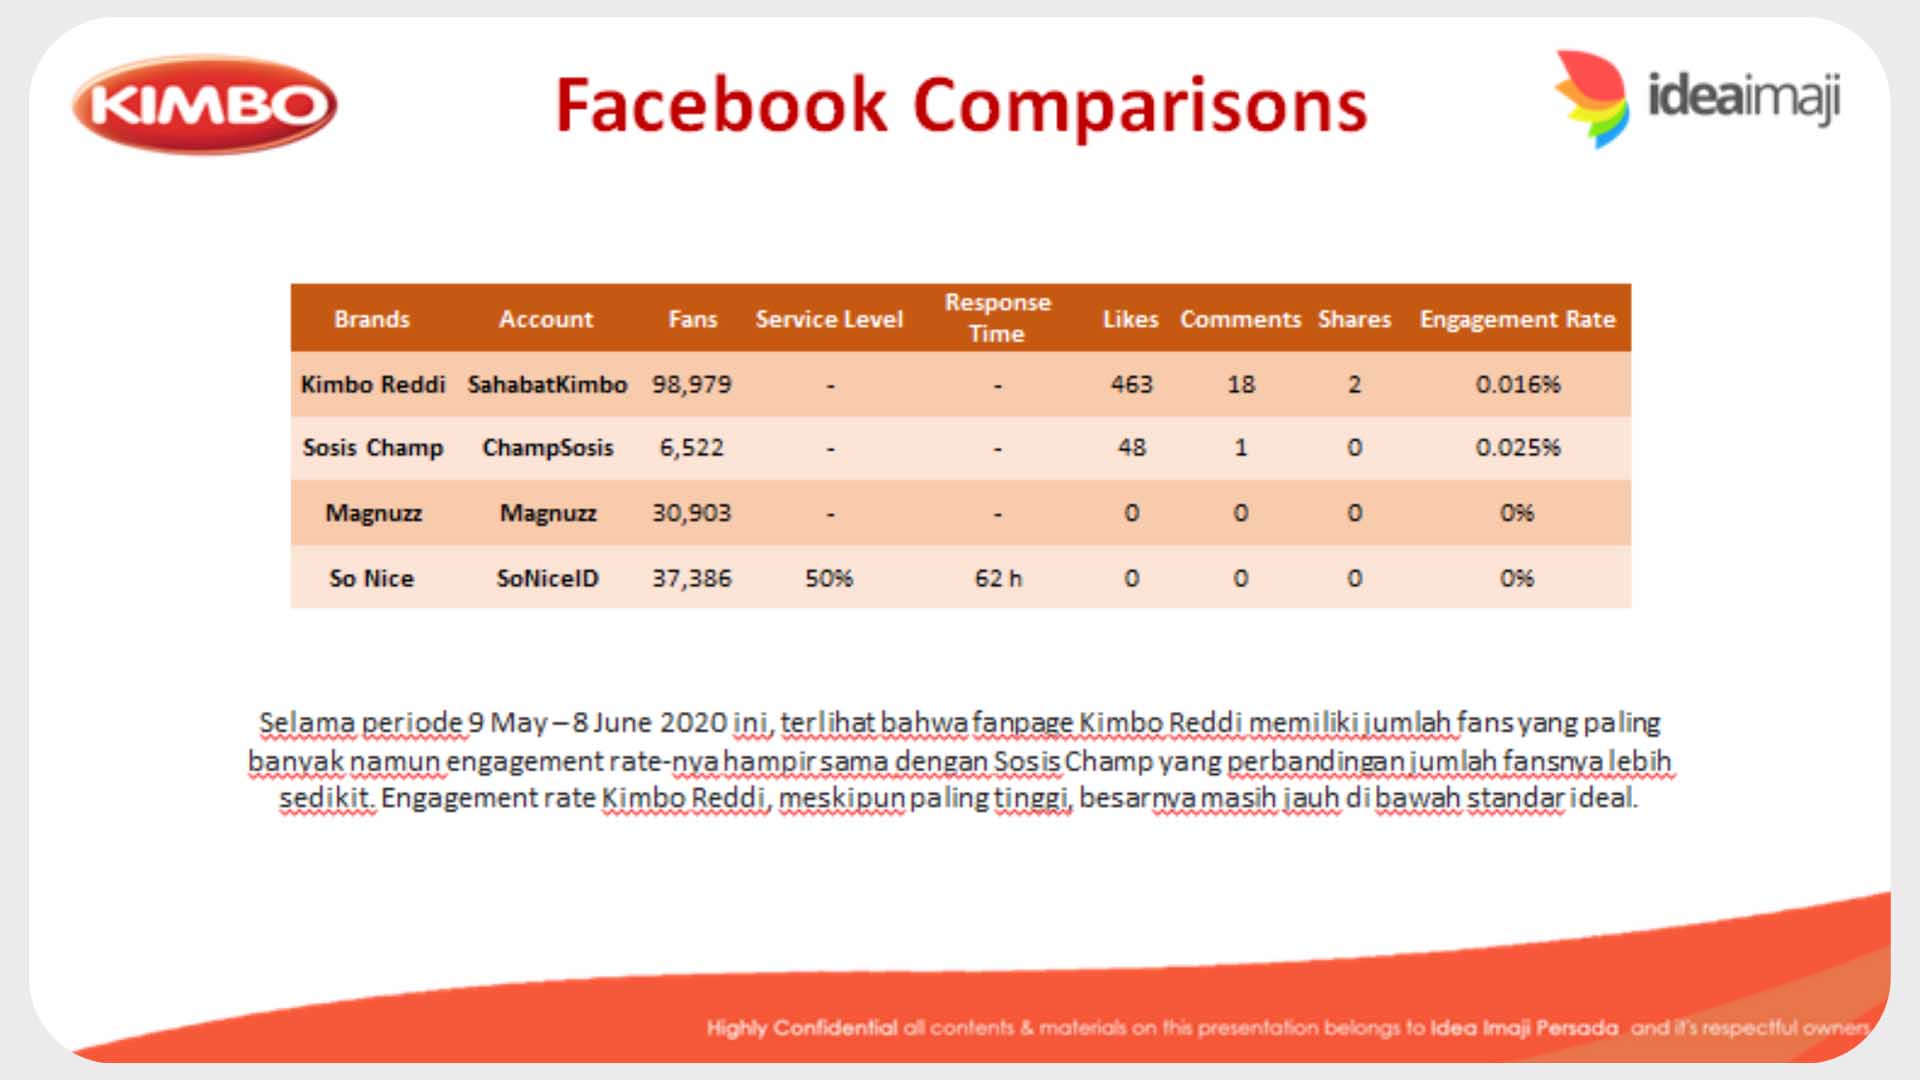 KIMBO
Facebook Comparisons
ideaimaji
Brands Account Fans Service Level Response Time Likes Comments Shares Engagement Rate
Kimbo Reddi SahabatKimbo 98,979 - - 463 18 2 0.016%
Sosis Champ ChampSosis 6,522 - - 48 1 0 0.025%
Magnuzz Magnuzz 30,903 - - 0 0 0 0%
So Nice SoNiceID 37,386 50% 62 h 0 0 0 0%
Selama periode 9 May – 8 June 2020 ini, terlihat bahwa fanpage Kimbo Reddi memiliki jumlah fans yang paling
banyak namun engagement rate-nya hampir sama dengan Sosis Champ yang perbandingan jumlah fansnya lebih
sedikit. Engagement rate Kimbo Reddi, meskipun paling tinggi, besarnya masih jauh di bawah standar ideal.
Highly Confidential all contents & materials on this presentation belongs to Idea Imaji Persada and it's respectful owners